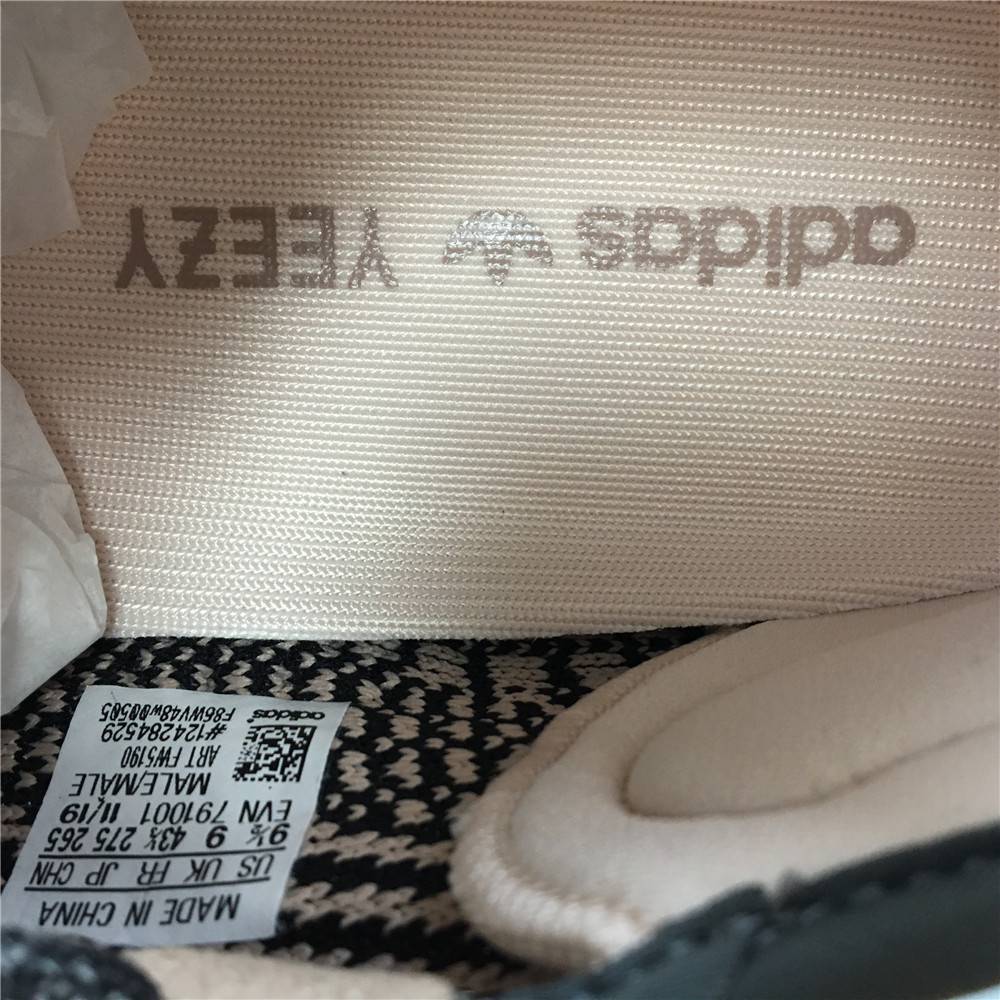 adidas YEEZY
MADE IN CHINA
US UK FR JP CHN
9½ 9 43⅓ 275 265
EVN 791001 11/19
MALE/MALE
ART FW5190
#124284529
F86WV48w00505
adidas